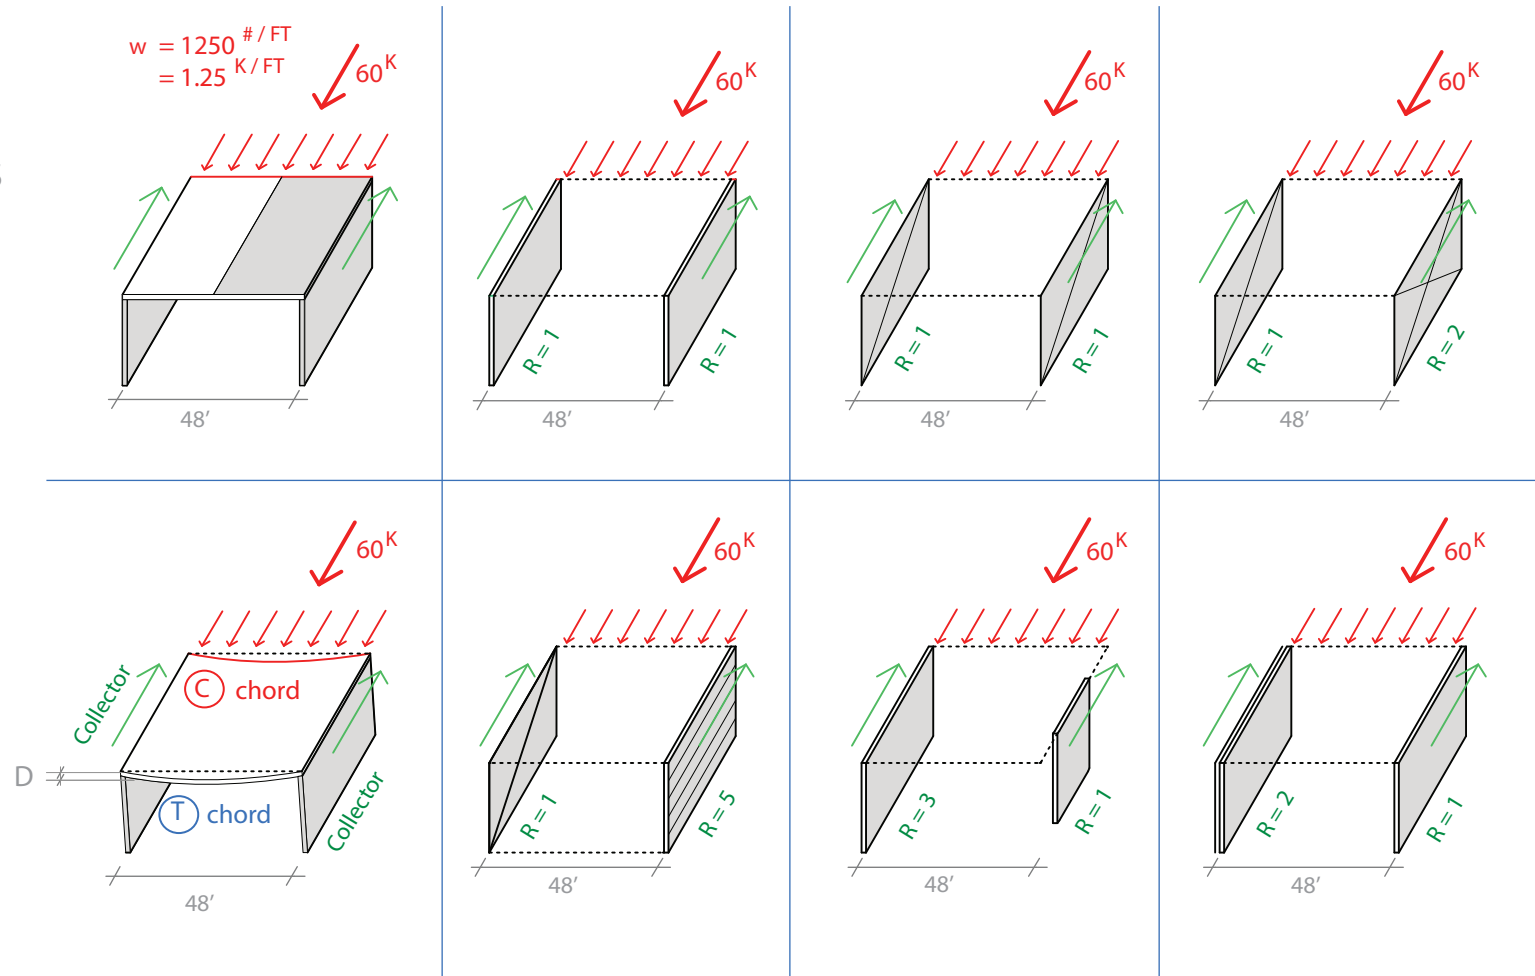 w = 1250 # / FT
= 1.25 K / FT
60K
48’
60K
R = 1
R = 1
48’
60K
R = 1
R = 1
48’
60K
R = 1
R = 2
48’
60K
Collector
C chord
D
T chord
Collector
48’
60K
R = 1
R = 5
48’
60K
R = 3
R = 1
48’
60K
R = 2
R = 1
48’